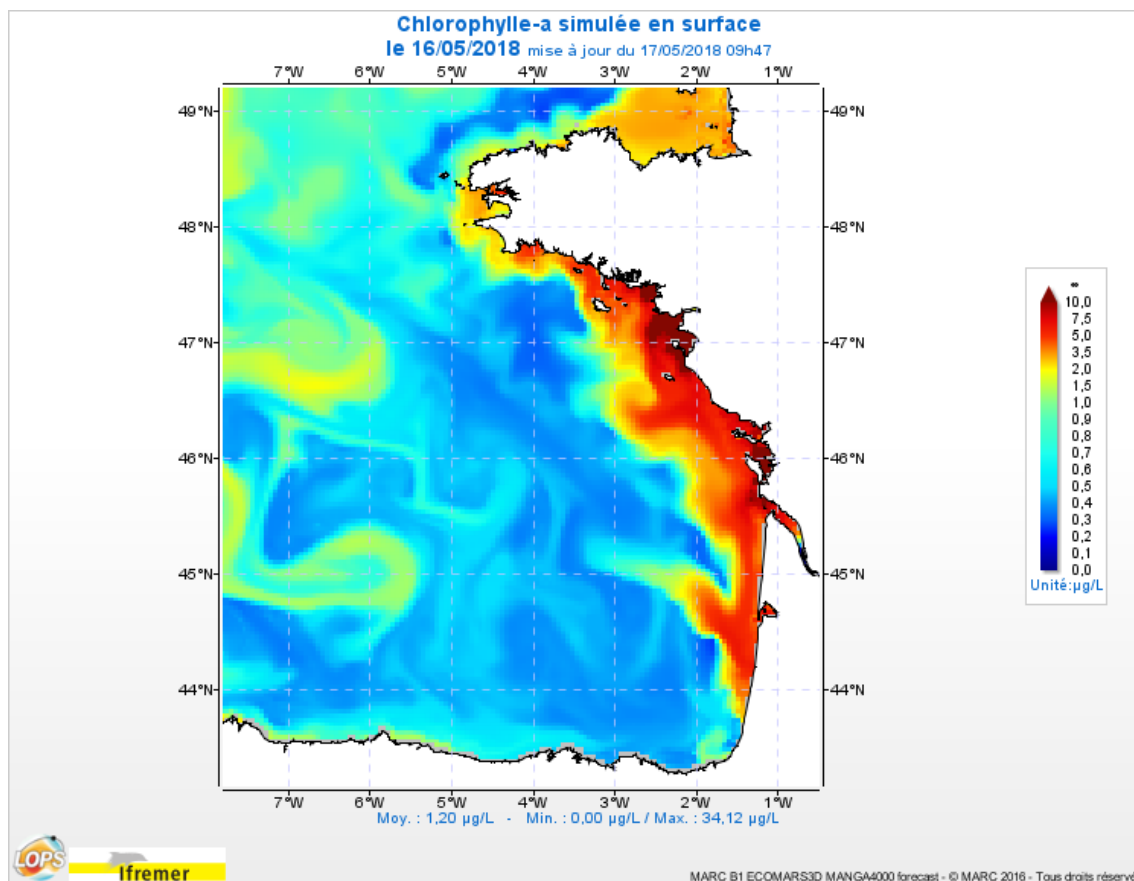 Chlorophylle-a simulée en surface
le 16/05/2018 mise à jour du 17/05/2018 09h47
7°W 6°W 5°W 4°W 3°W 2°W 1°W
49°N 49°N
48°N 48°N
47°N 47°N
46°N 46°N
45°N 45°N
44°N 44°N
∞
10,0
7,5
5,0
3,5
2,0
1,5
1,0
0,9
0,8
0,7
0,6
0,5
0,4
0,3
0,2
0,1
0,0
Unité:µg/L
7°W 6°W 5°W 4°W 3°W 2°W 1°W
Moy. : 1,20 µg/L - Min. : 0,00 µg/L / Max. : 34,12 µg/L
LOPS
Ifremer
MARC B1 ECOMARS3D MANGA4000 forecast - © MARC 2016 - Tous droits réservé